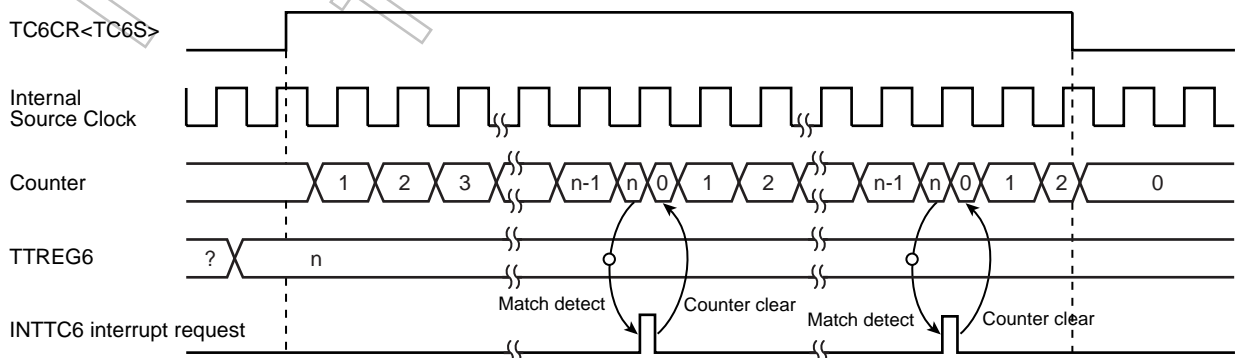 TC6CR<TC6S>
Internal
Source Clock
Counter
1 2 3 n-1 n 0 1 2 n-1 n 0 1 2 0
TTREG6
? n
Match detect Counter clear Match detect Counter clear
INTTC6 interrupt request